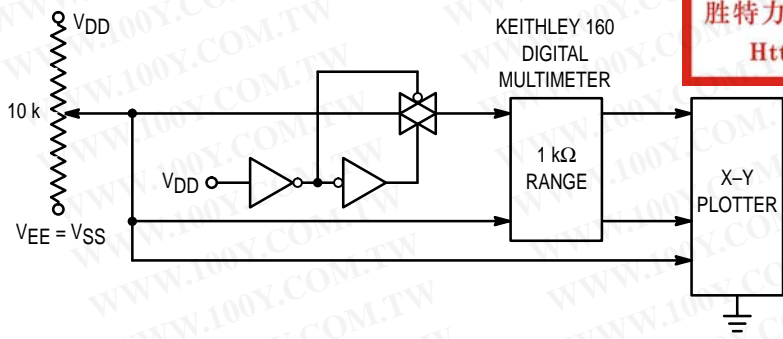 胜特力
Htt
VDD
KEITHLEY 160
DIGITAL
MULTIMETER
10 k
1 kΩ
RANGE
X–Y
PLOTTER
VDD
VEE = VSS
WWW.100Y.COM.TW